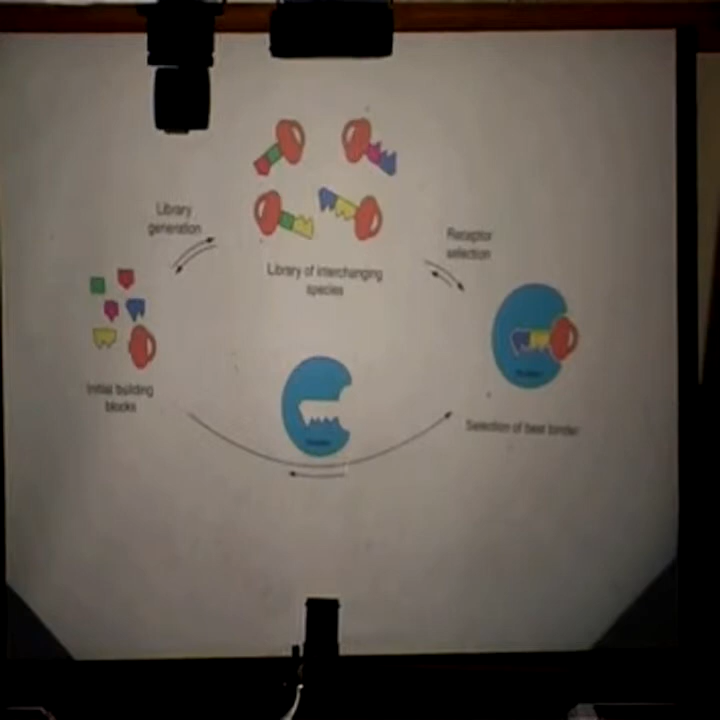 Library
generation
Receptor
selection
Library of interchanging
species
Initial building
blocks
Selection of best binder